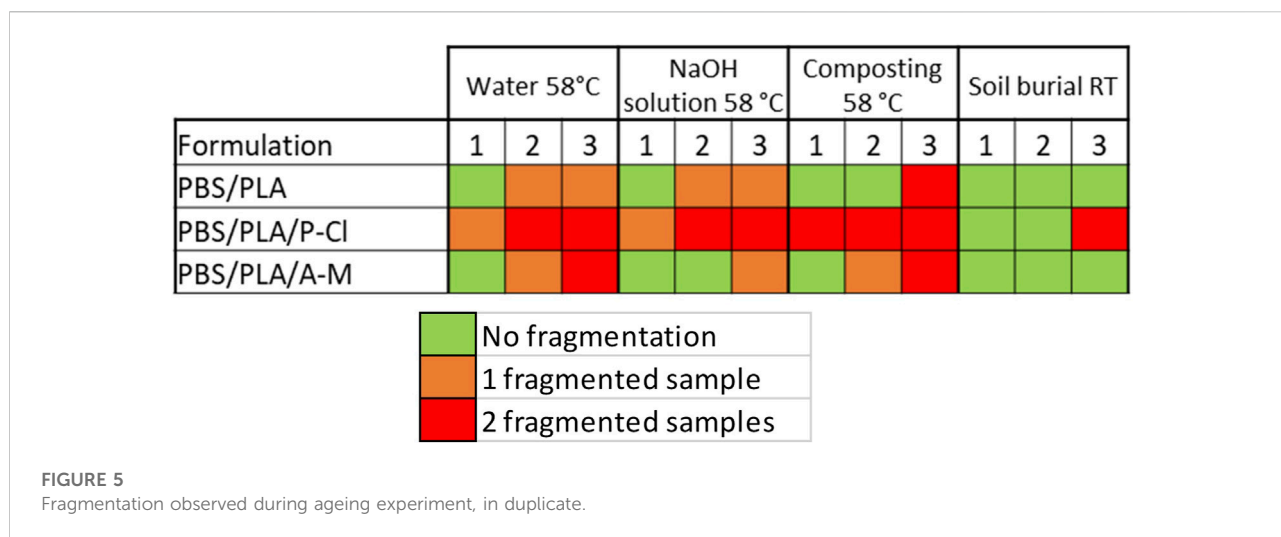 Water 58°C
NaOH solution 58 °C
Composting 58 °C
Soil burial RT
Formulation 1 2 3 1 2 3 1 2 3 1 2 3
PBS/PLA
PBS/PLA/P-Cl
PBS/PLA/A-M
No fragmentation
1 fragmented sample
2 fragmented samples
FIGURE 5
Fragmentation observed during ageing experiment, in duplicate.